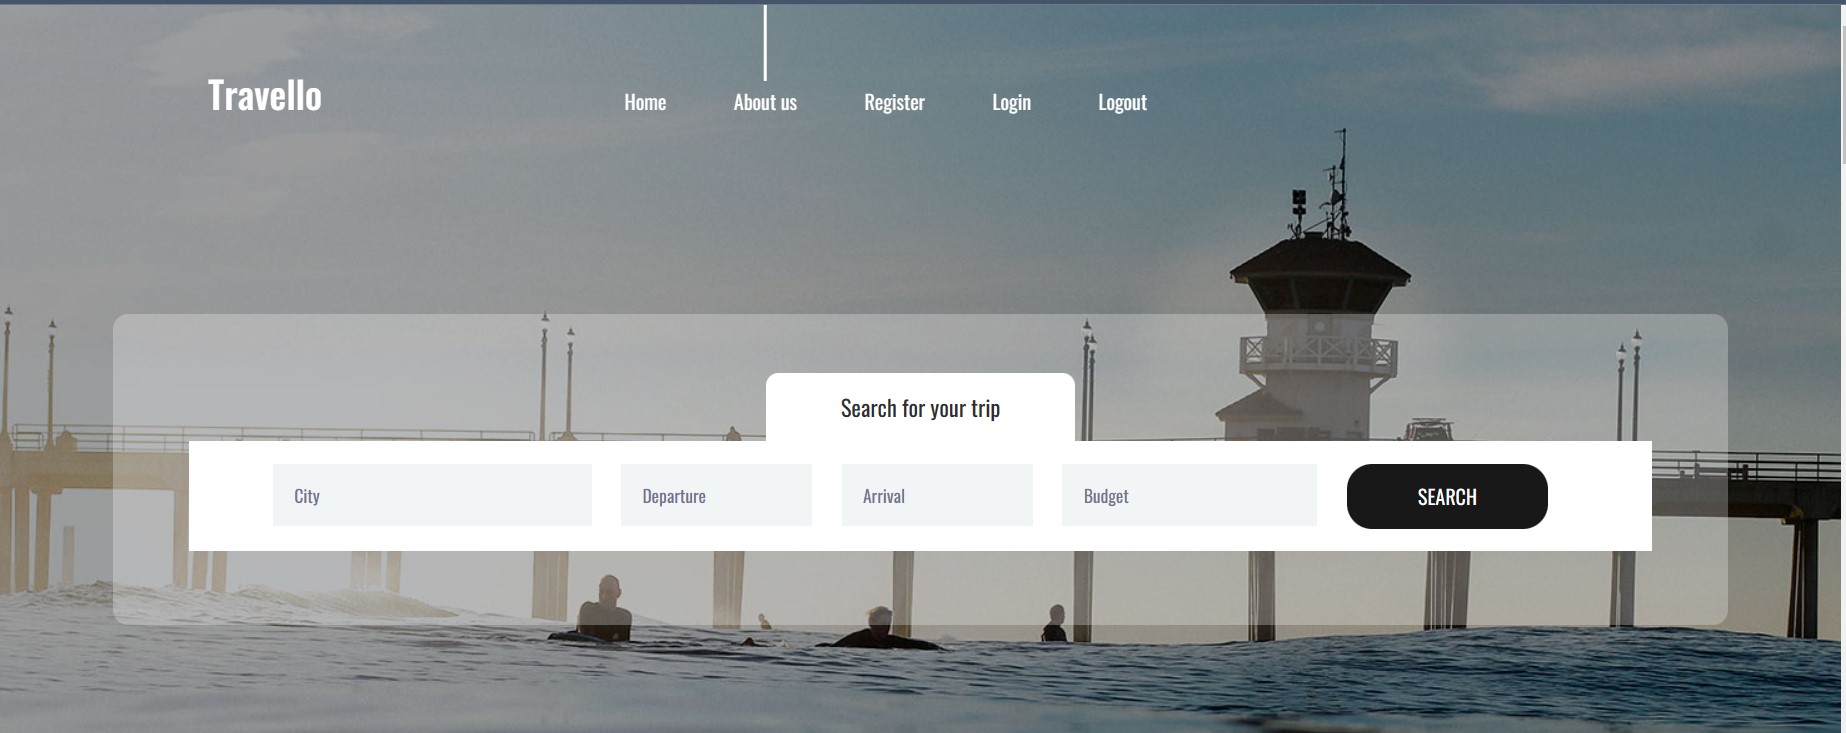 Travello
Home About us Register Login Logout
Search for your trip
City Departure Arrival Budget SEARCH